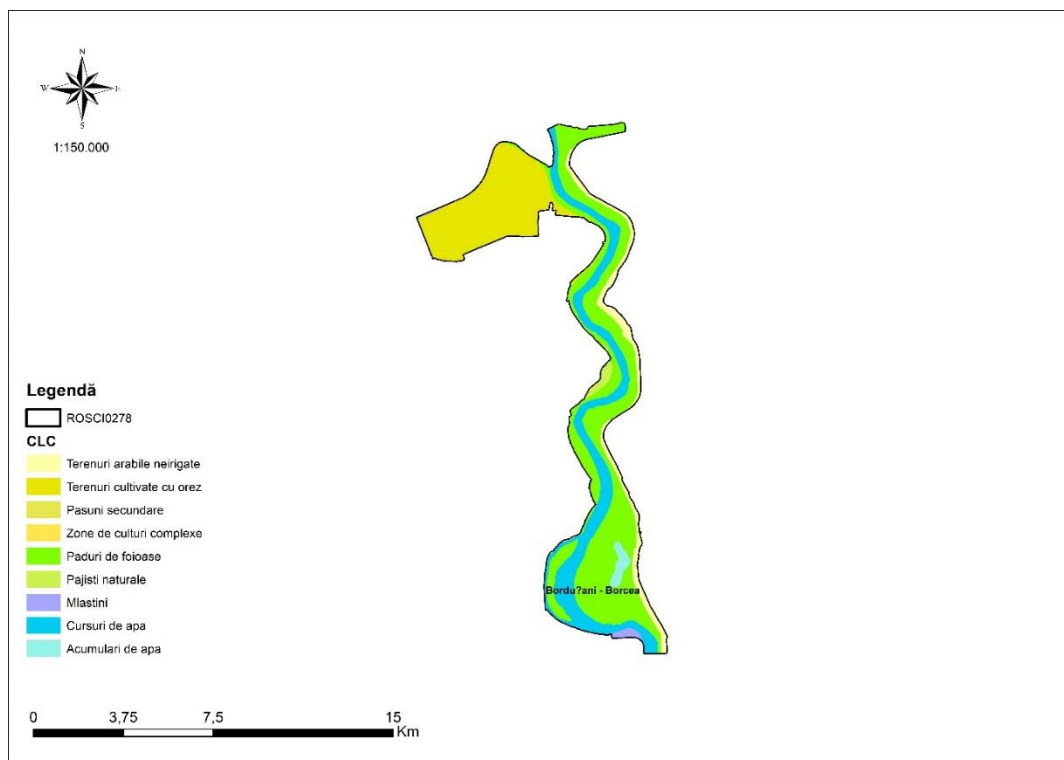 N
W
E
S
1:150.000
Legendă
ROSCI0278
CLC
Terenuri arabile neirigate
Terenuri cultivate cu orez
Pasuni secundare
Zone de culturi complexe
Paduri de foioase
Pajisti naturale
Mlastini
Cursuri de apa
Acumulari de apa
Bordu?ani - Borcea
0 3,75 7,5 15
Km